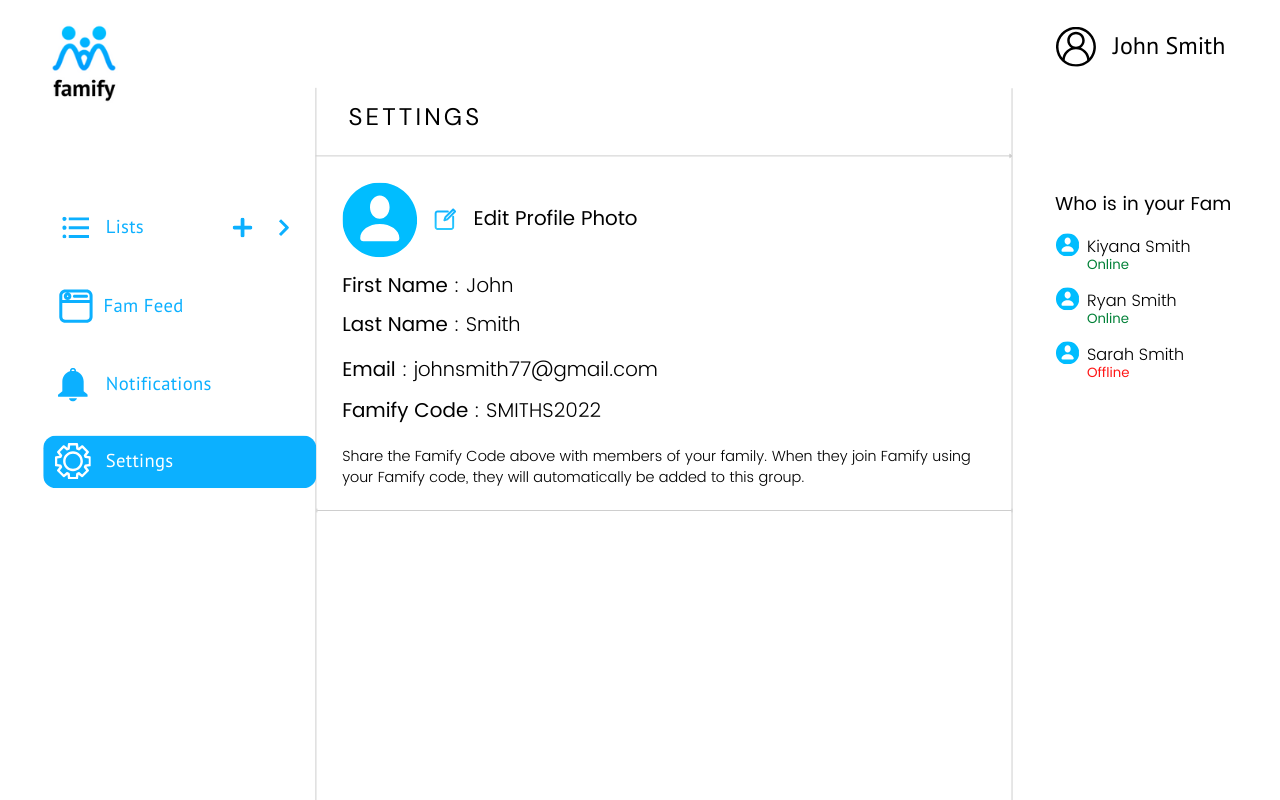 famify
John Smith
SETTINGS
Lists
Fam Feed
Notifications
Settings
Edit Profile Photo
First Name : John
Last Name : Smith
Email : johnsmith77@gmail.com
Famify Code : SMITHS2022
Share the Famify Code above with members of your family. When they join Famify using
your Famify code, they will automatically be added to this group.
Who is in your Fam
Kiyana Smith
Online
Ryan Smith
Online
Sarah Smith
Offline